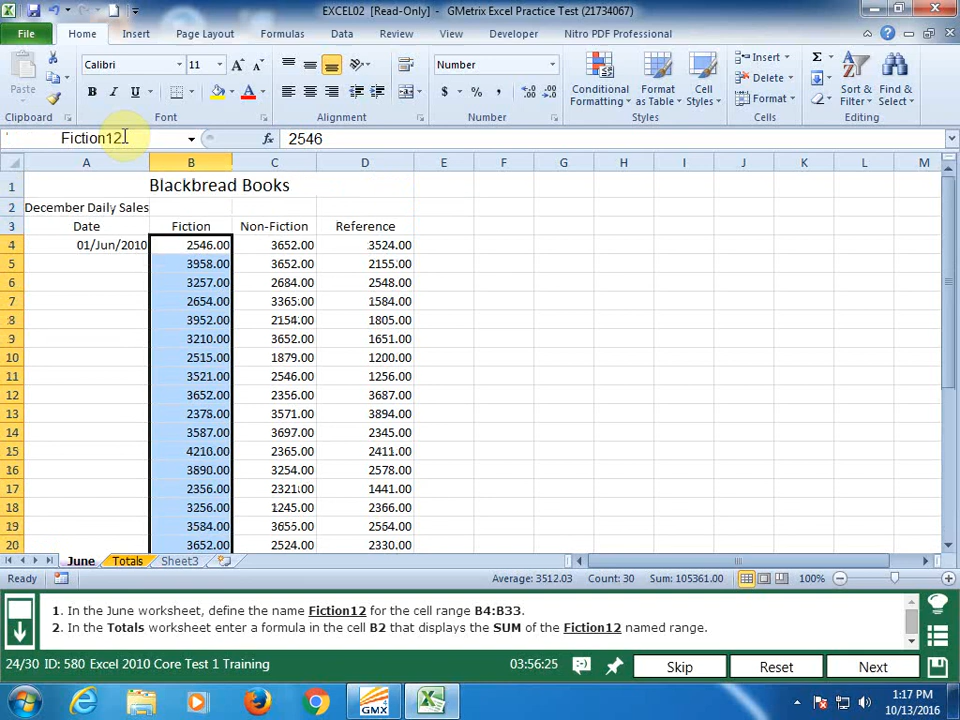 EXCEL02 [Read-Only] - GMetrix Excel Practice Test (21734067)
File Home Insert Page Layout Formulas Data Review View Developer Nitro PDF Professional
Paste
Clipboard
Calibri 11
B I U A
Font
Alignment
Number
$ % ,
Number
Conditional Formatting
Format as Table
Cell Styles
Styles
Insert
Delete
Format
Cells
Σ
Sort & Filter
Find & Select
Editing
Fiction12 fx 2546
A B C D E F G H I J K L M
1 Blackbread Books
2 December Daily Sales
3 Date Fiction Non-Fiction Reference
4 01/Jun/2010 2546.00 3652.00 3524.00
5 3958.00 3652.00 2155.00
6 3257.00 2684.00 2548.00
7 2654.00 3365.00 1584.00
8 3952.00 2154.00 1805.00
9 3210.00 3652.00 1651.00
10 2515.00 1879.00 1200.00
11 3521.00 2546.00 1256.00
12 3652.00 2356.00 3687.00
13 2378.00 3571.00 3894.00
14 3587.00 3697.00 2345.00
15 4210.00 2365.00 2411.00
16 3890.00 3254.00 2578.00
17 2356.00 2321.00 1441.00
18 3256.00 1245.00 2366.00
19 3584.00 3655.00 2564.00
20 3652.00 2524.00 2330.00
June Totals Sheet3
Ready Average: 3512.03 Count: 30 Sum: 105361.00 100%
1. In the June worksheet, define the name Fiction12 for the cell range B4:B33.
2. In the Totals worksheet enter a formula in the cell B2 that displays the SUM of the Fiction12 named range.
24/30 ID: 580 Excel 2010 Core Test 1 Training 03:56:25 Skip Reset Next
GMX
1:17 PM
10/13/2016